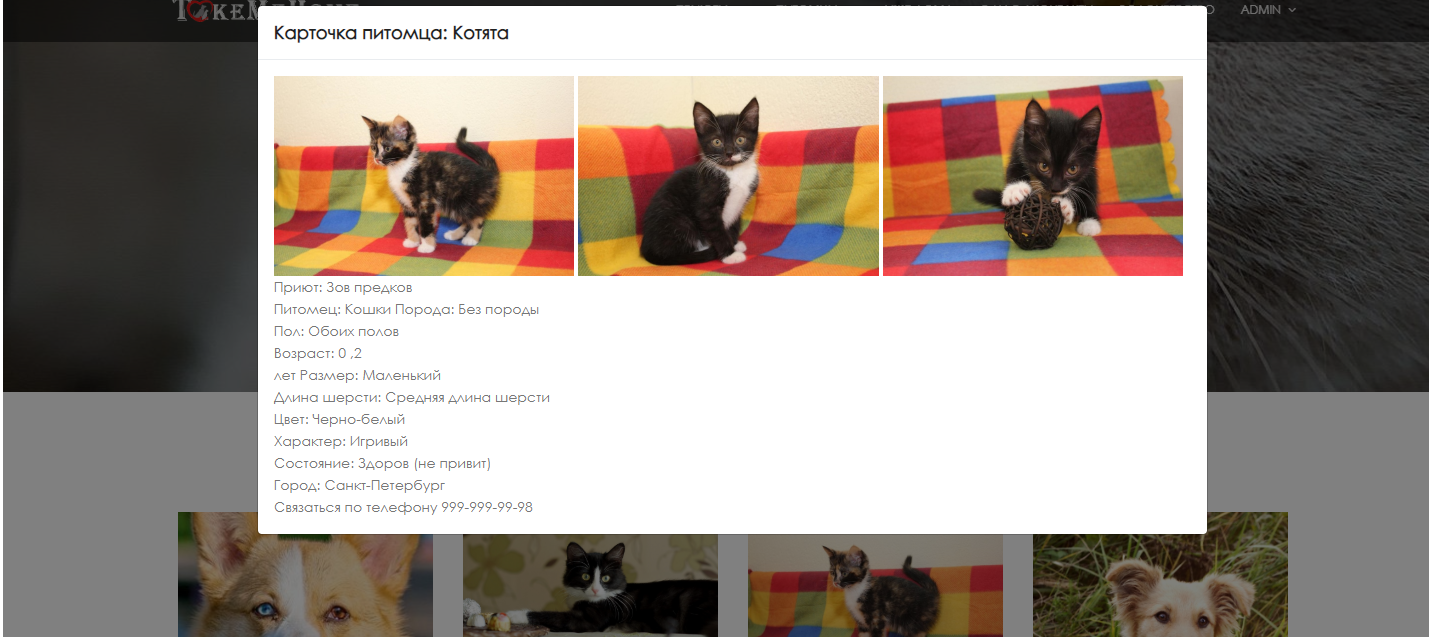 TakeMeHome
ADMIN
Карточка питомца: Котята
Приют: Зов предков
Питомец: Кошки Порода: Без породы
Пол: Обоих полов
Возраст: 0 ,2
лет Размер: Маленький
Длина шерсти: Средняя длина шерсти
Цвет: Черно-белый
Характер: Игривый
Состояние: Здоров (не привит)
Город: Санкт-Петербург
Связаться по телефону 999-999-99-98